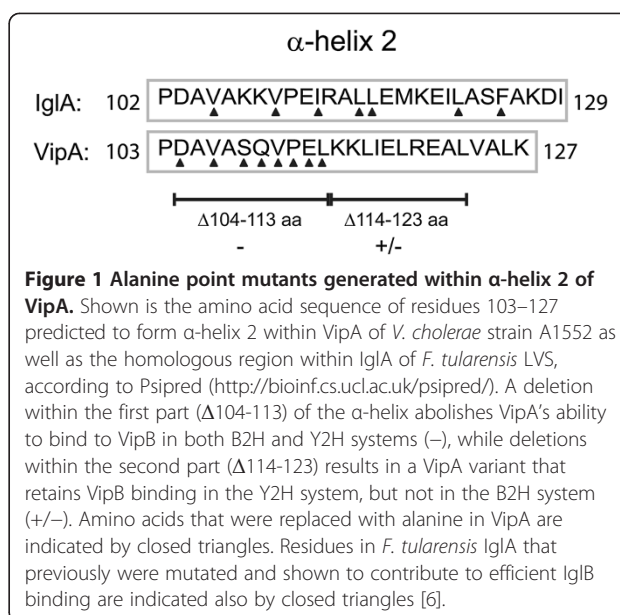 α-helix 2
IglA: 102 PDAVAKKVPEIRALLEMKEILASFAKDI 129
VipA: 103 PDAVASQVPELKKLIELREALVALK 127
Δ104-113 aa Δ114-123 aa
- +/-
Figure 1 Alanine point mutants generated within α-helix 2 of
VipA. Shown is the amino acid sequence of residues 103–127
predicted to form α-helix 2 within VipA of V. cholerae strain A1552 as
well as the homologous region within IglA of F. tularensis LVS,
according to Psipred (http://bioinf.cs.ucl.ac.uk/psipred/). A deletion
within the first part (Δ104-113) of the α-helix abolishes VipA's ability
to bind to VipB in both B2H and Y2H systems (−), while deletions
within the second part (Δ114-123) results in a VipA variant that
retains VipB binding in the Y2H system, but not in the B2H system
(+/−). Amino acids that were replaced with alanine in VipA are
indicated by closed triangles. Residues in F. tularensis IglA that
previously were mutated and shown to contribute to efficient IglB
binding are indicated also by closed triangles [6].